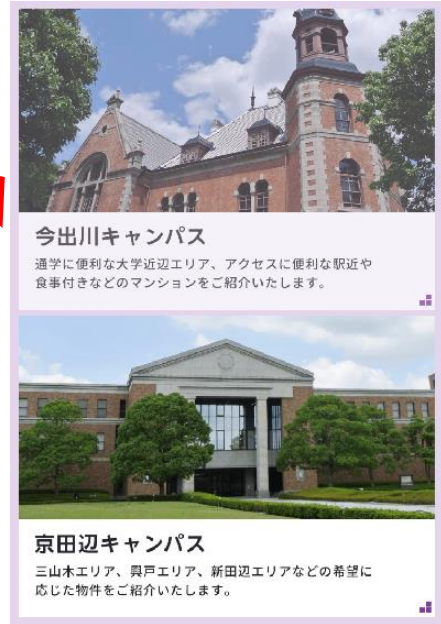 今出川キャンパス
通学に便利な大学近辺エリア、アクセスに便利な駅近や
食事付きなどのマンションをご紹介いたします。
京田辺キャンパス
三山木エリア、興戸エリア、新田辺エリアなどの希望に
応じた物件をご紹介いたします。